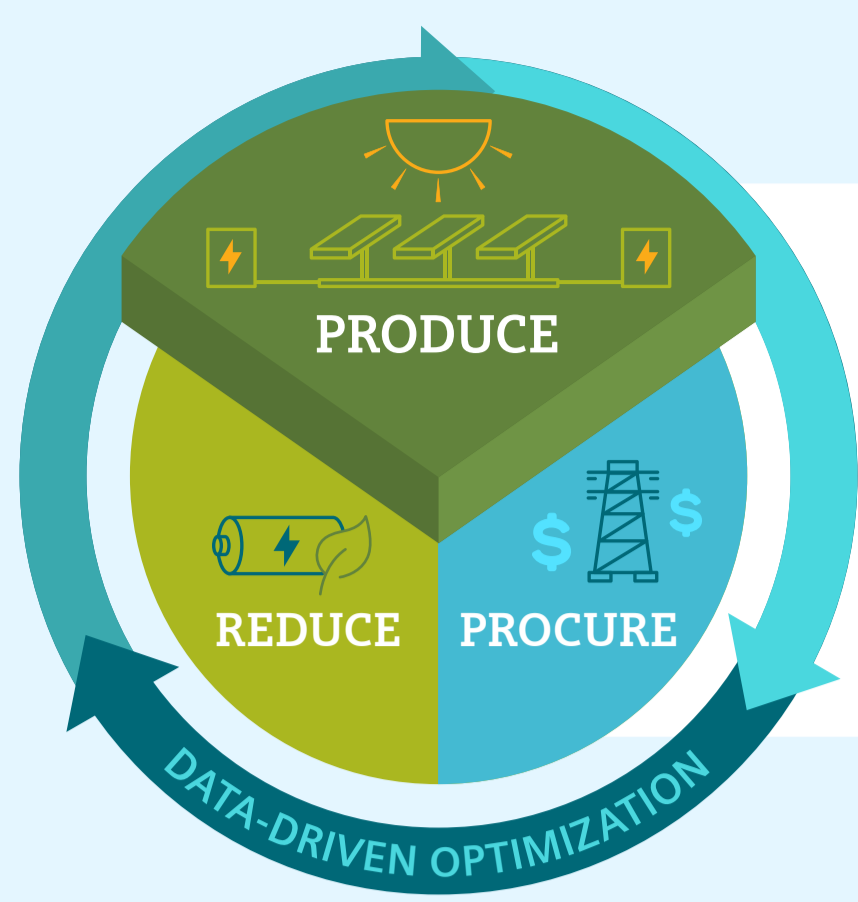 PRODUCE
REDUCE
PROCURE
$
$
DATA-DRIVEN OPTIMIZATION